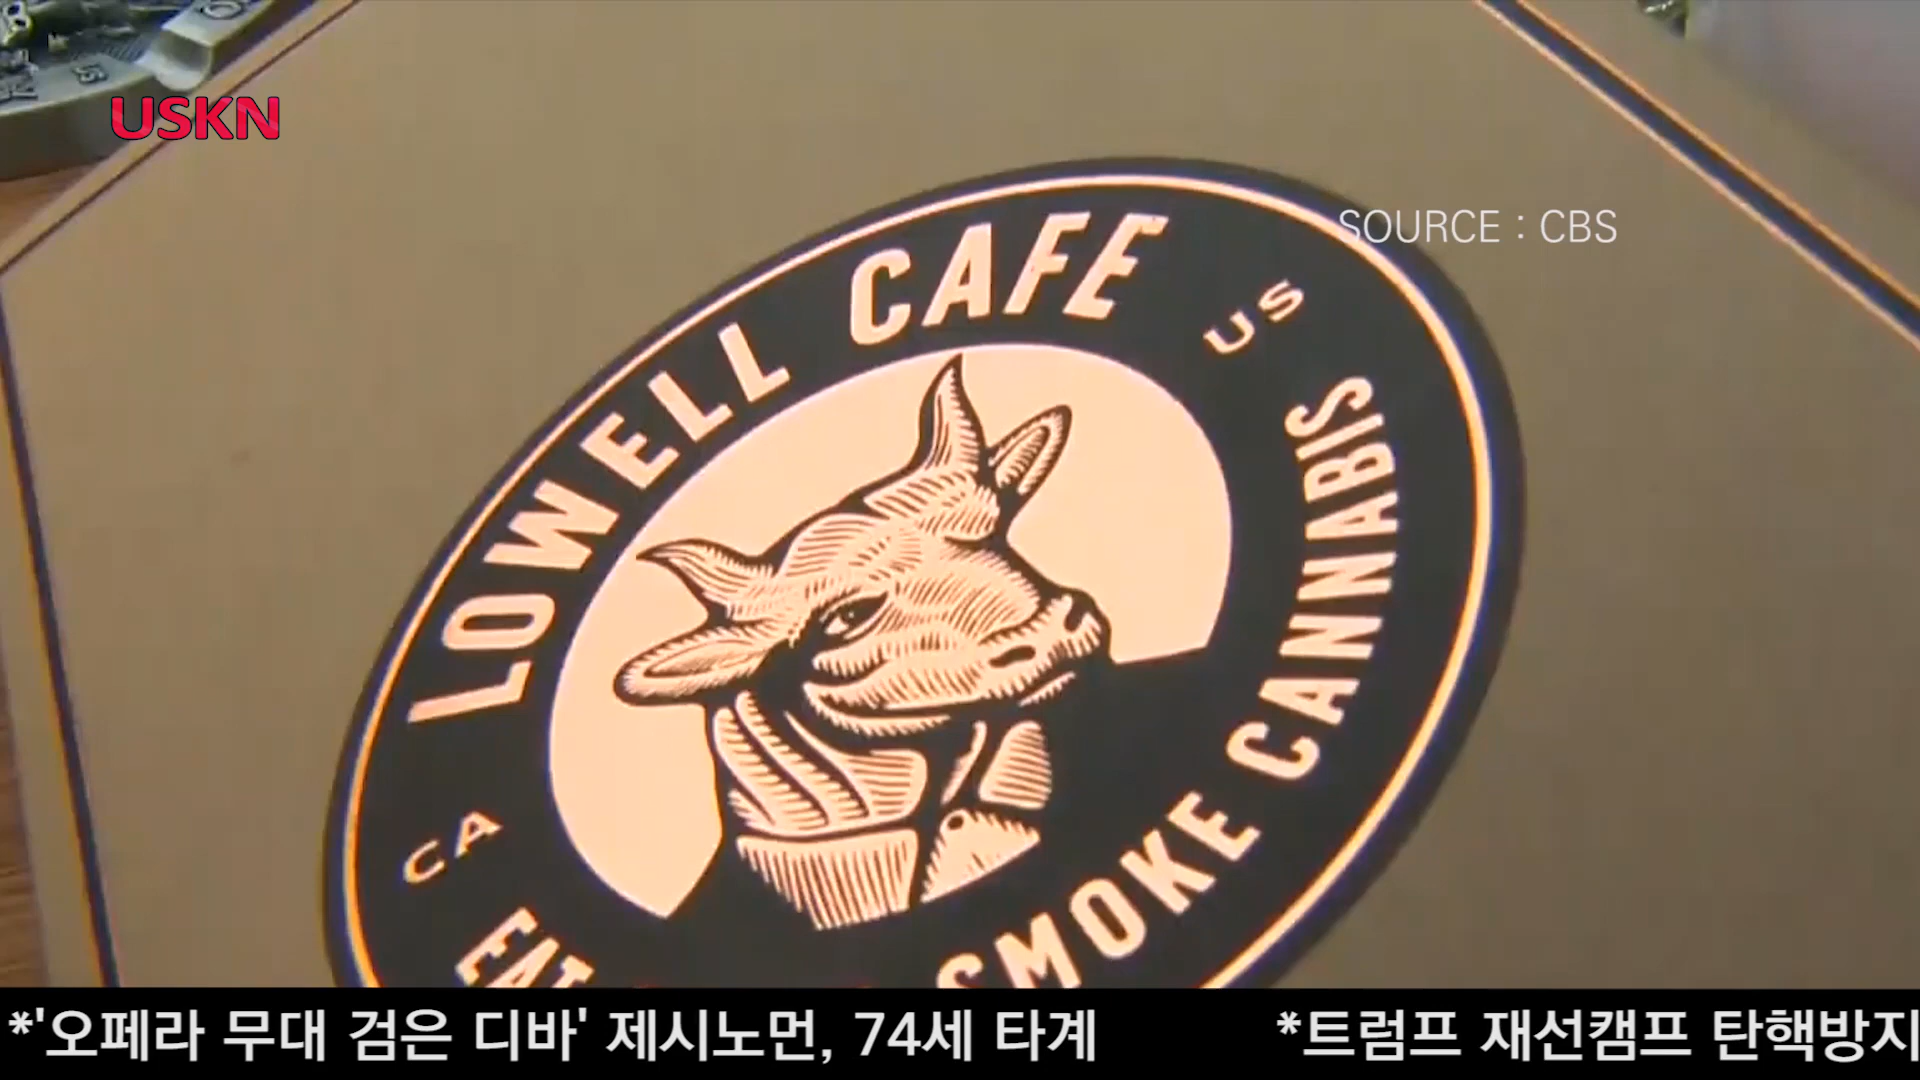 USKN
SOURCE : CBS
LOWELL CAFE
US
CA
EAT
SMOKE CANNABIS
*'오페라 무대 검은 디바' 제시노먼, 74세 타계 *트럼프 재선캠프 탄핵방지